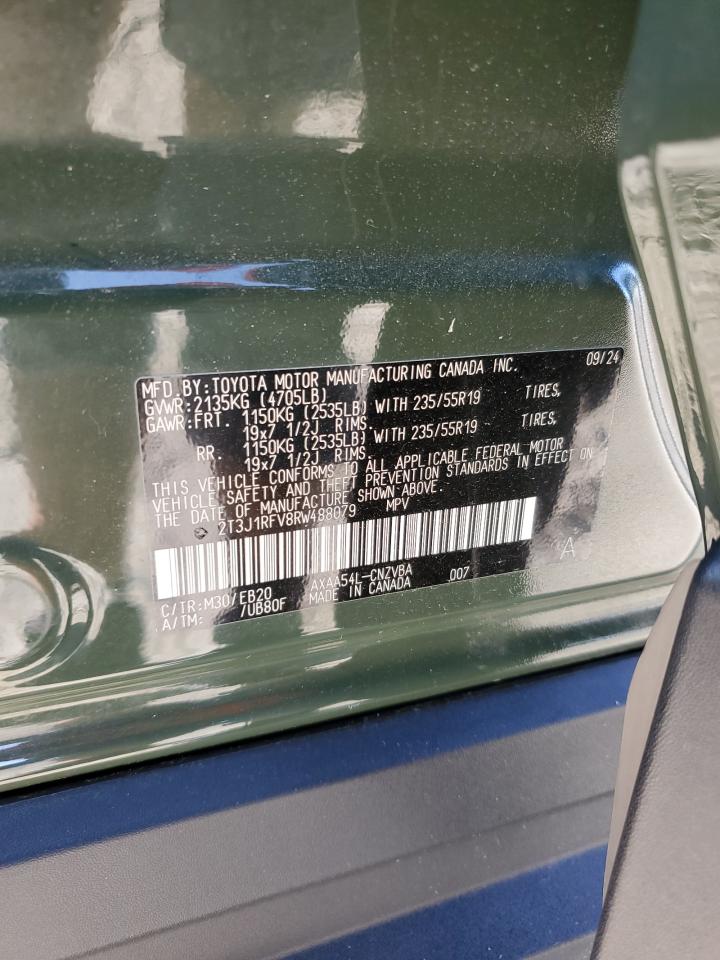 MFD.BY:TOYOTA MOTOR MANUFACTURING CANADA INC. 09/24
GVWR:2135KG (4705LB)
GAWR:FRT. 1150KG (2535LB) WITH 235/55R19 TIRES,
19x7 1/2J RIMS.
RR. 1150KG (2535LB) WITH 235/55R19 TIRES,
19x7 1/2J RIMS.
THIS VEHICLE CONFORMS TO ALL APPLICABLE FEDERAL MOTOR
VEHICLE SAFETY AND THEFT PREVENTION STANDARDS IN EFFECT ON
THE DATE OF MANUFACTURE SHOWN ABOVE.
2T3J1RFV8RW488079 MPV
A
C/TR:M30/EB20 AXAA54L-CNZVBA 007
A/TM: /UB80F MADE IN CANADA